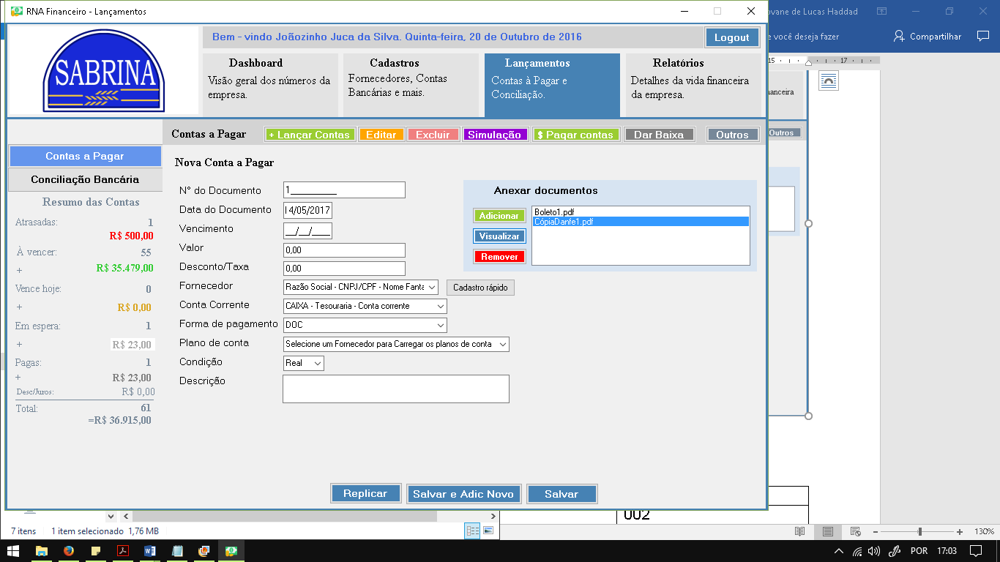 RNA Financeiro - Lançamentos
ovane de Lucas Haddad
SABRINA
Bem - vindo Joãozinho Juca da Silva. Quinta-feira, 20 de Outubro de 2016
Logout
e você deseja fazer
Compartilhar
Dashboard
Visão geral dos números da
empresa.
Cadastros
Fornecedores, Contas
Bancárias e mais.
Lançamentos
Contas à Pagar e
Conciliação.
Relatórios
Detalhes da vida financeira
da empresa.
15
17
anceira
Outros
Contas a Pagar
+ Lançar Contas
Editar
Excluir
Simulação
$ Pagar contas
Dar Baixa
Outros
Contas a Pagar
Conciliação Bancária
Resumo das Contas
Atrasadas: 1
R$ 500,00
À vencer: 55
+ R$ 35.479,00
Vence hoje: 0
+ R$ 0,00
Em espera: 1
+ R$ 23,00
Pagas: 1
+ R$ 23,00
Desc/Juros: R$ 0,00
Total: 61
=R$ 36.915,00
Nova Conta a Pagar
N° do Documento 1_________
Data do Documento 14/05/2017
Vencimento __/__/____
Valor 0,00
Desconto/Taxa 0,00
Fornecedor Razão Social - CNPJ/CPF - Nome Fanta Cadastro rápido
Conta Corrente CAIXA - Tesouraria - Conta corrente
Forma de pagamento DOC
Plano de conta Selecione um Fornecedor para Carregar os planos de conta
Condição Real
Descrição
Anexar documentos
Adicionar
Visualizar
Remover
Boleto1.pdf
CópiaDanfe1.pdf
Replicar
Salvar e Adic Novo
Salvar
002
7 itens 1 item selecionado 1,76 MB
130%
POR 17:03